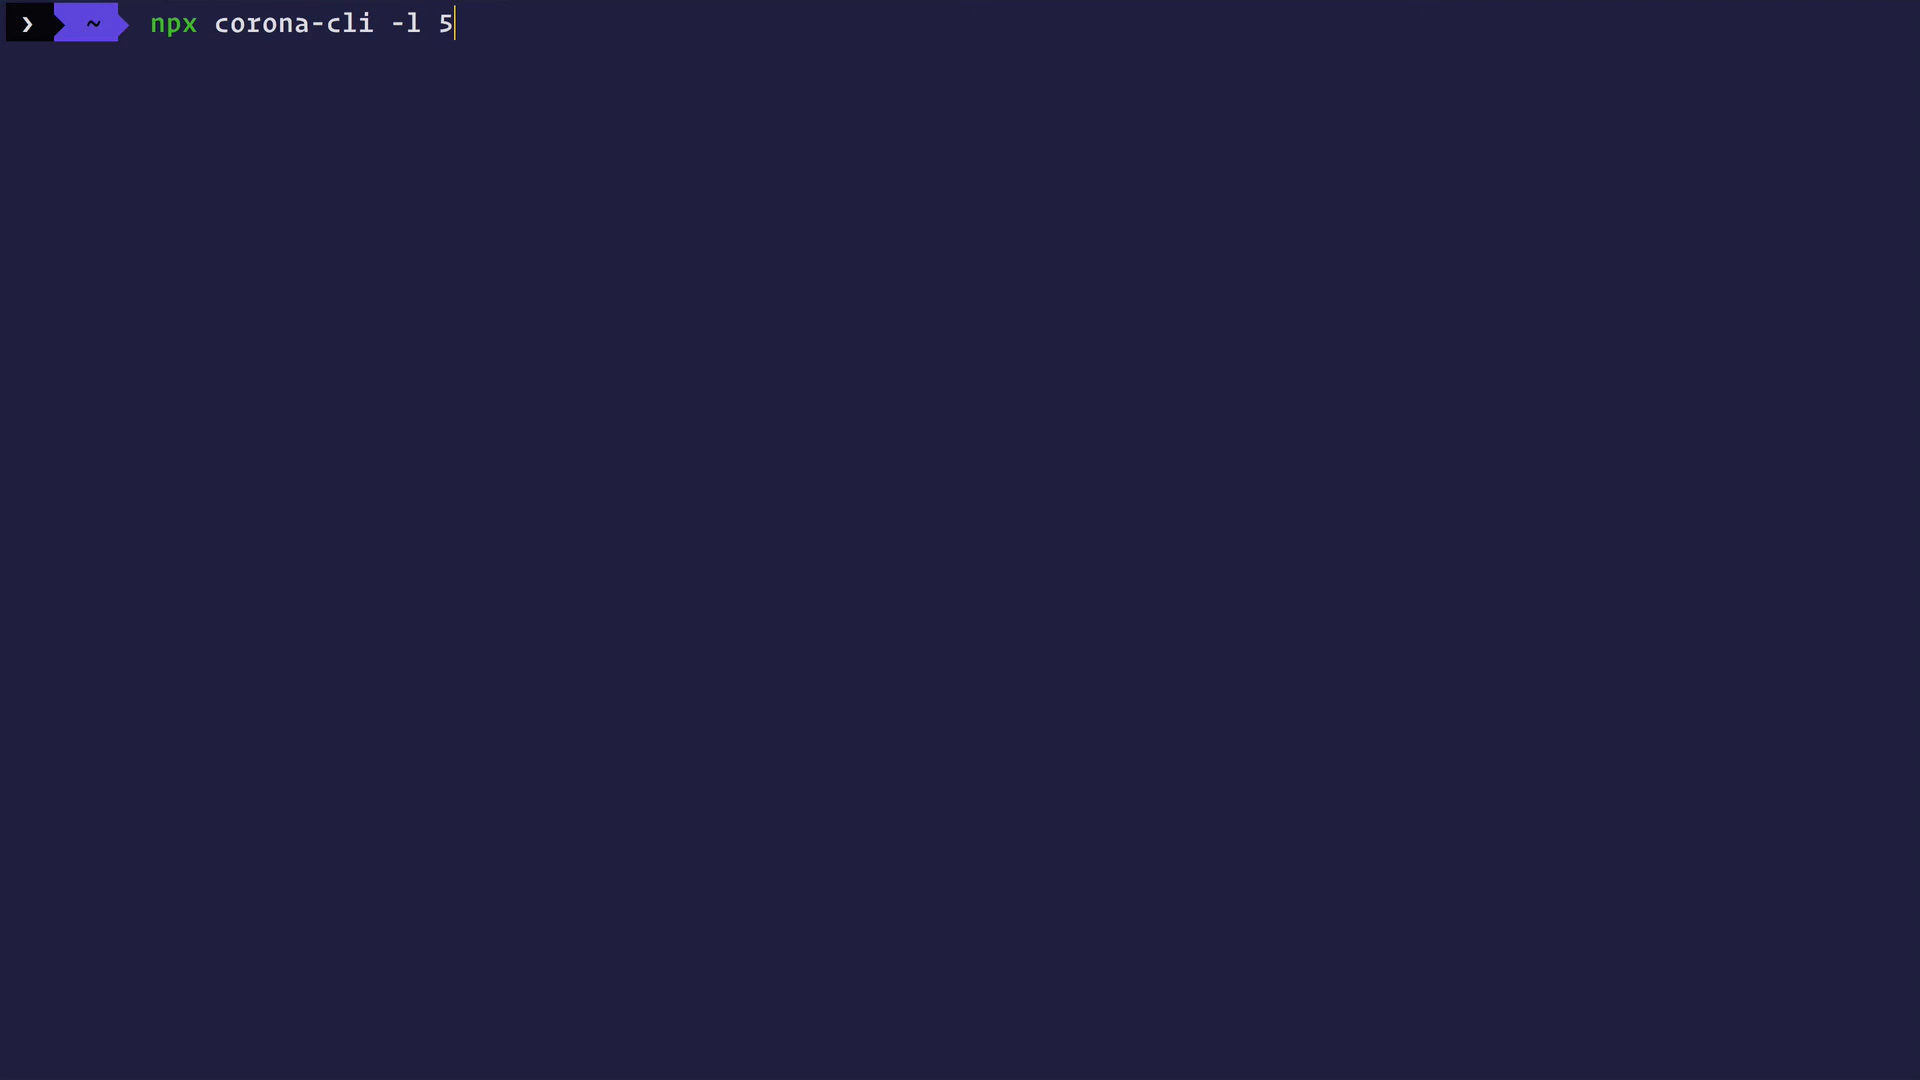 ❯ ~ npx corona-cli -l 5